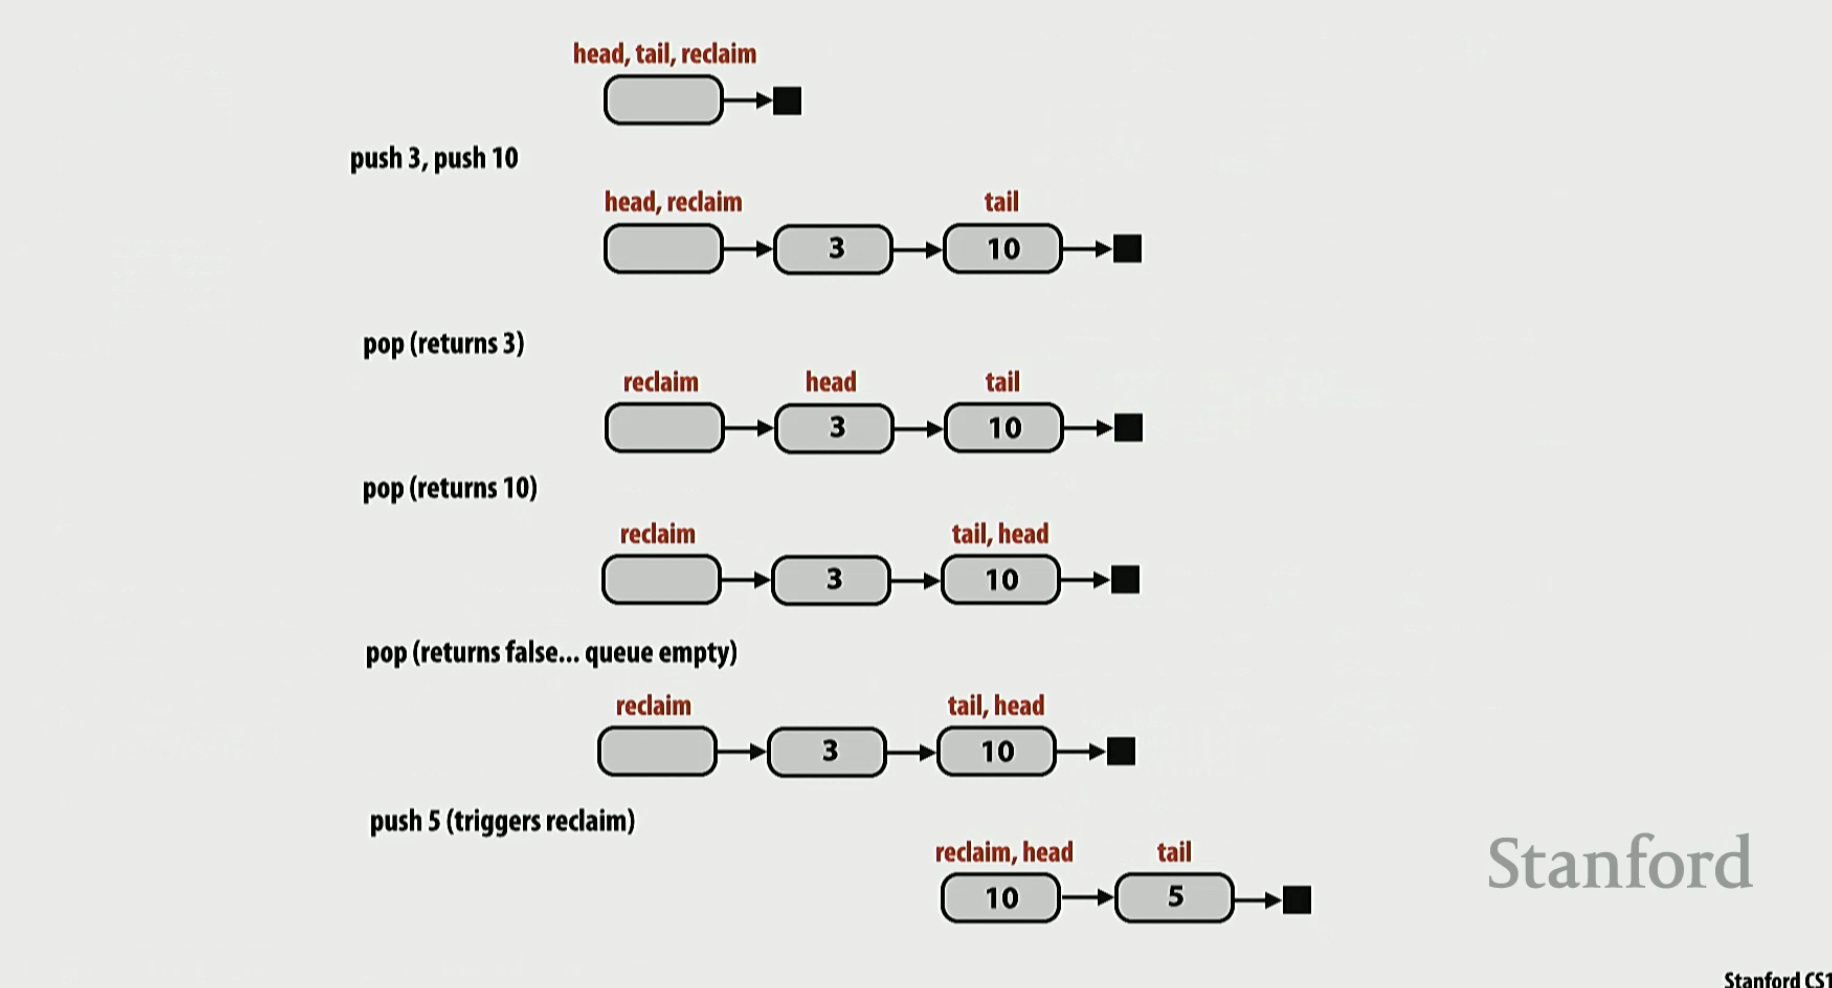 head, tail, reclaim
push 3, push 10
head, reclaim tail
3 10
pop (returns 3)
reclaim head tail
3 10
pop (returns 10)
reclaim tail, head
3 10
pop (returns false... queue empty)
reclaim tail, head
3 10
push 5 (triggers reclaim)
reclaim, head tail
10 5
Stanford
Stanford CS1